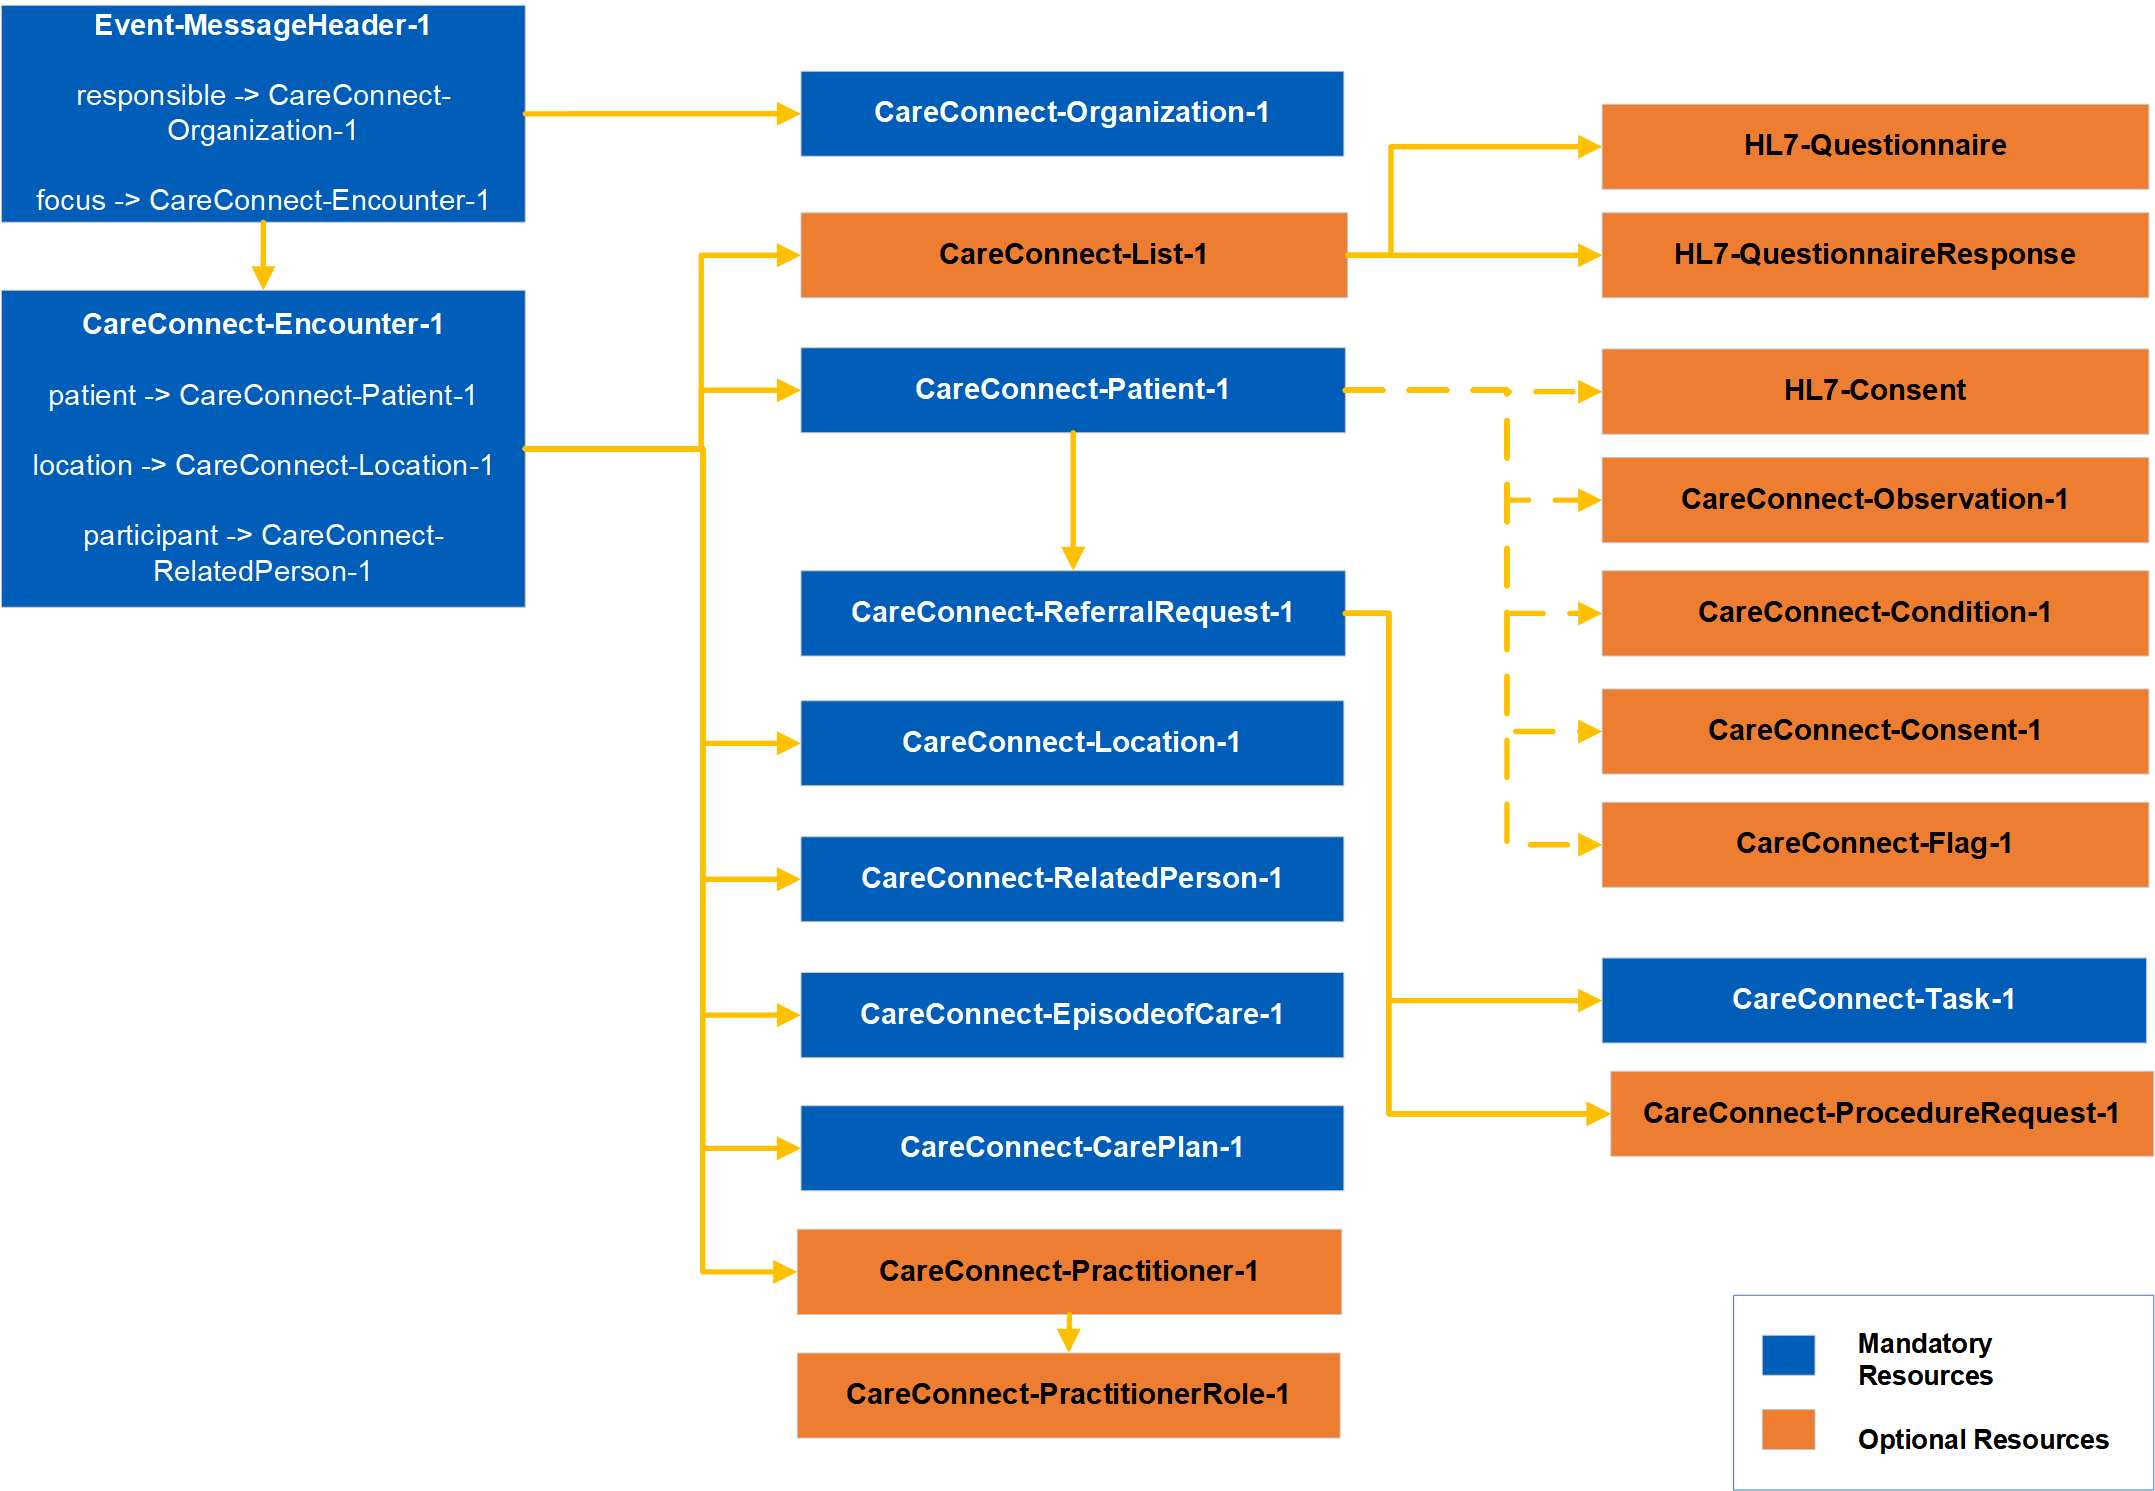 Event-MessageHeader-1
responsible -> CareConnect-
Organization-1
focus -> CareConnect-Encounter-1
CareConnect-Encounter-1
patient -> CareConnect-Patient-1
location -> CareConnect-Location-1
participant -> CareConnect-
RelatedPerson-1
CareConnect-Organization-1
CareConnect-List-1
CareConnect-Patient-1
CareConnect-ReferralRequest-1
CareConnect-Location-1
CareConnect-RelatedPerson-1
CareConnect-EpisodeofCare-1
CareConnect-CarePlan-1
CareConnect-Practitioner-1
CareConnect-PractitionerRole-1
HL7-Questionnaire
HL7-QuestionnaireResponse
HL7-Consent
CareConnect-Observation-1
CareConnect-Condition-1
CareConnect-Consent-1
CareConnect-Flag-1
CareConnect-Task-1
CareConnect-ProcedureRequest-1
Mandatory
Resources
Optional Resources